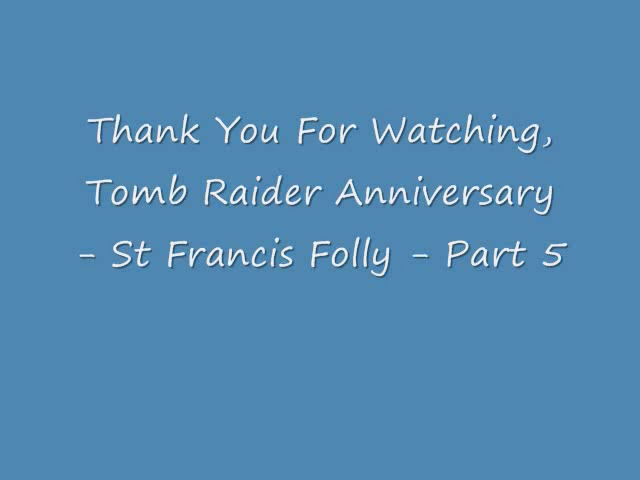 Thank You For Watching,
Tomb Raider Anniversary
- St Francis Folly - Part 5